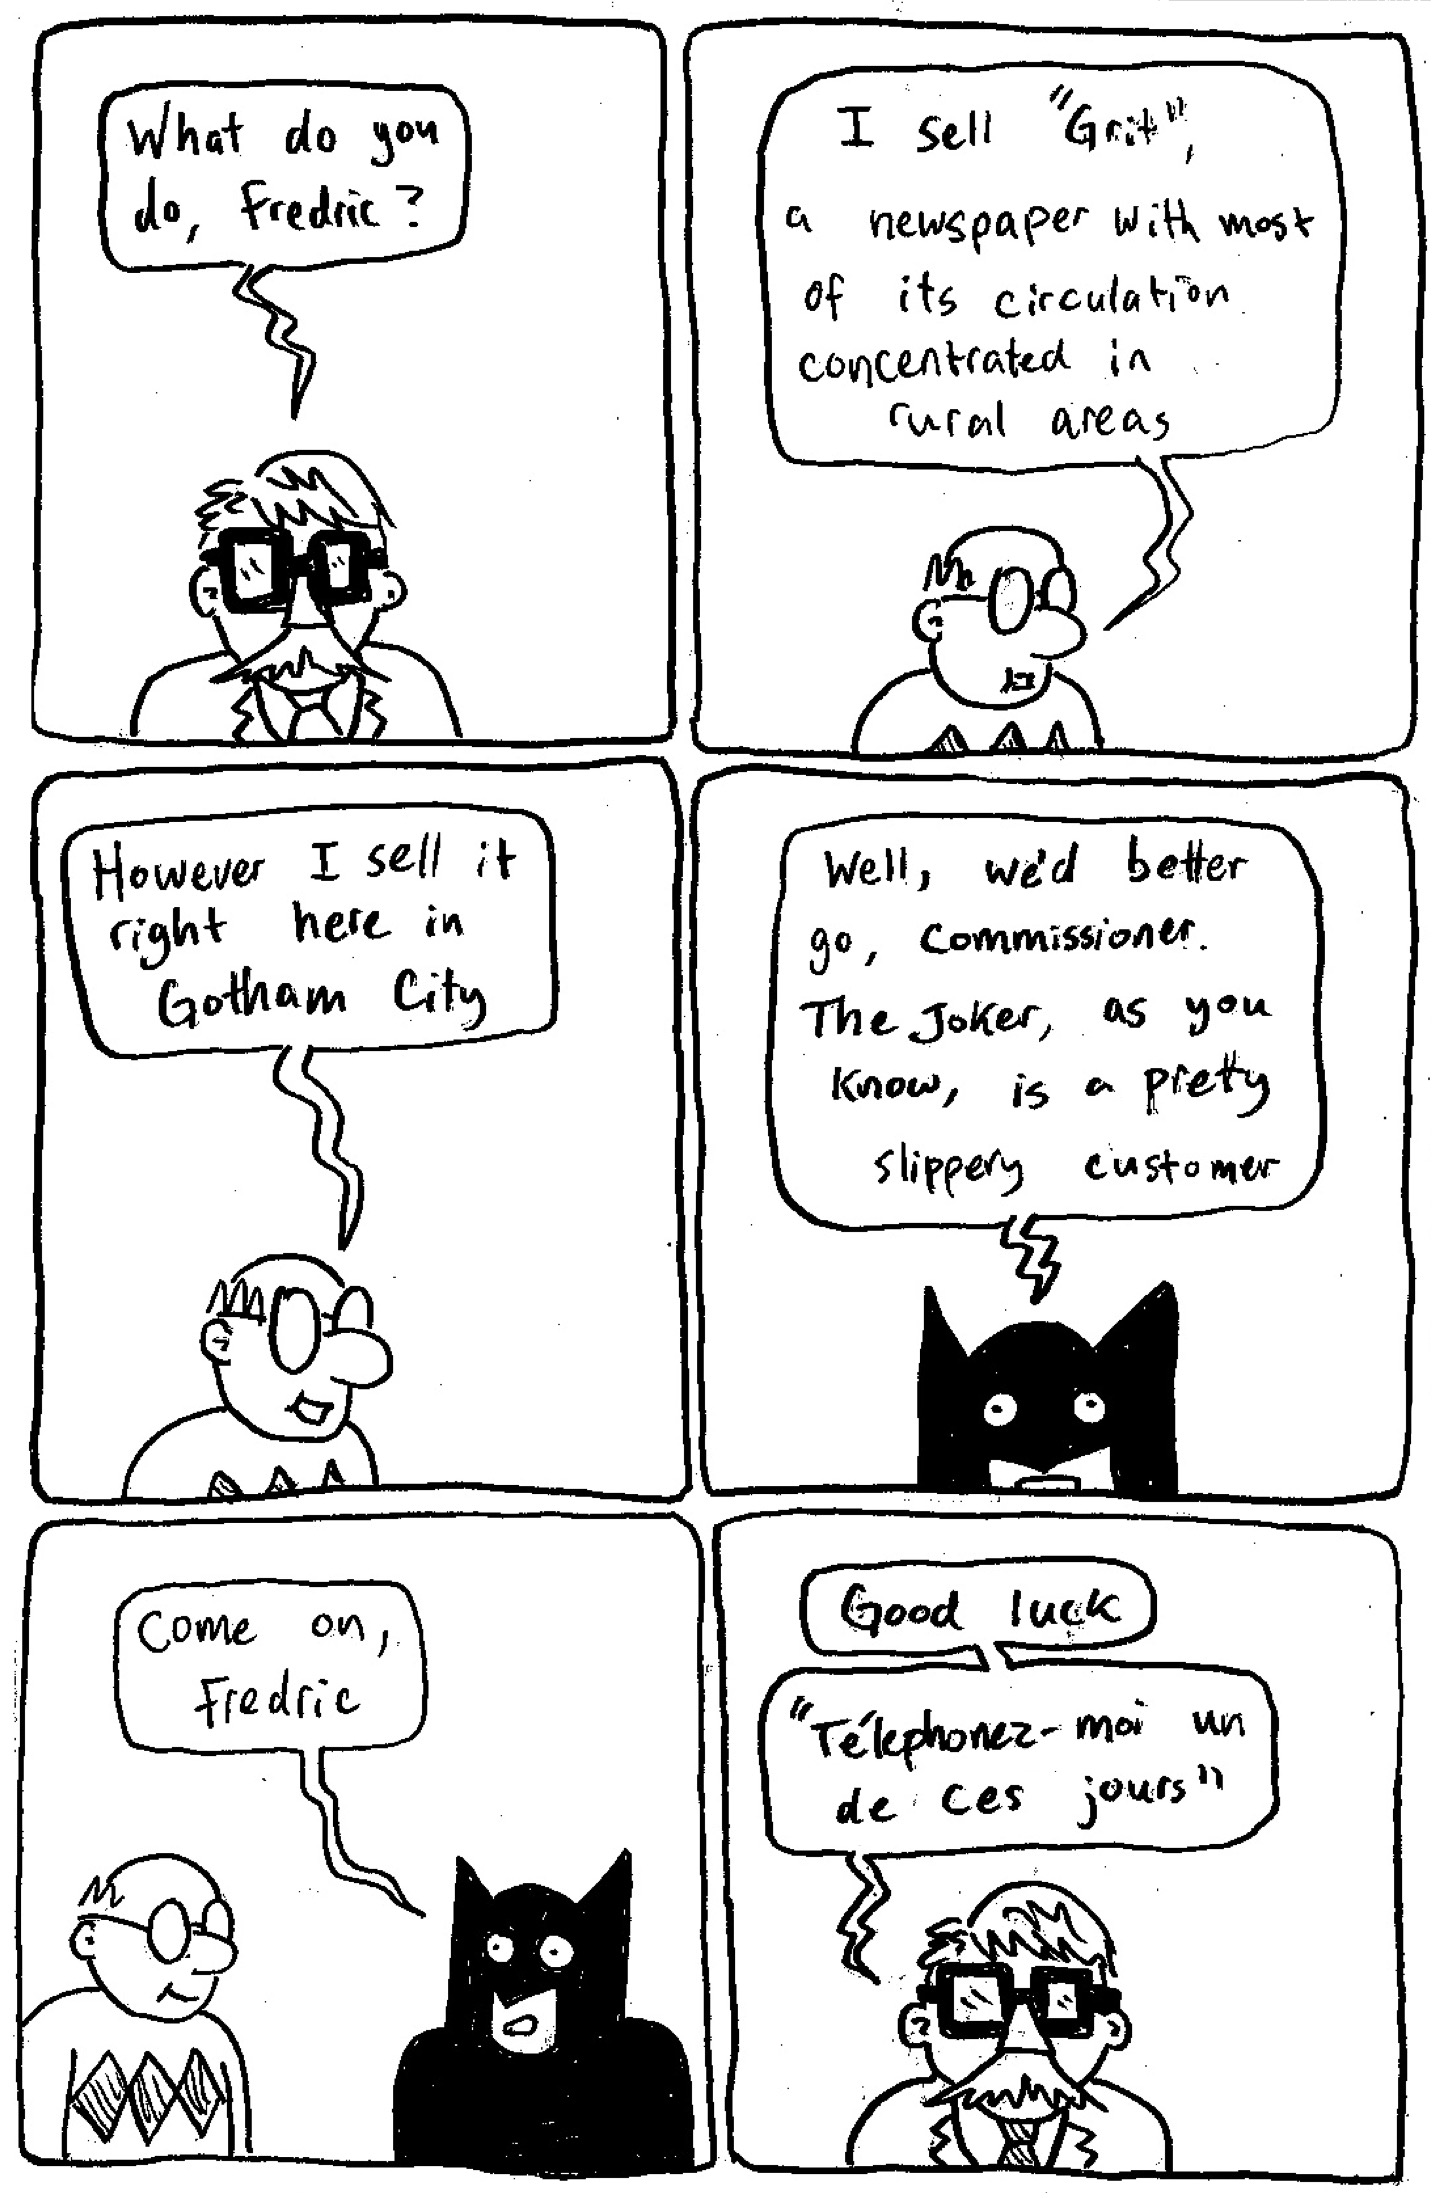 What do you
do, Fredric?
I sell "Grit",
a newspaper with most
of its circulation
concentrated in
rural areas
However I sell it
right here in
Gotham City
Well, we'd better
go, Commissioner.
The Joker, as you
know, is a pretty
slippery customer
Come on,
Fredric
Good luck
"Télephonez-moi un
de ces jours"